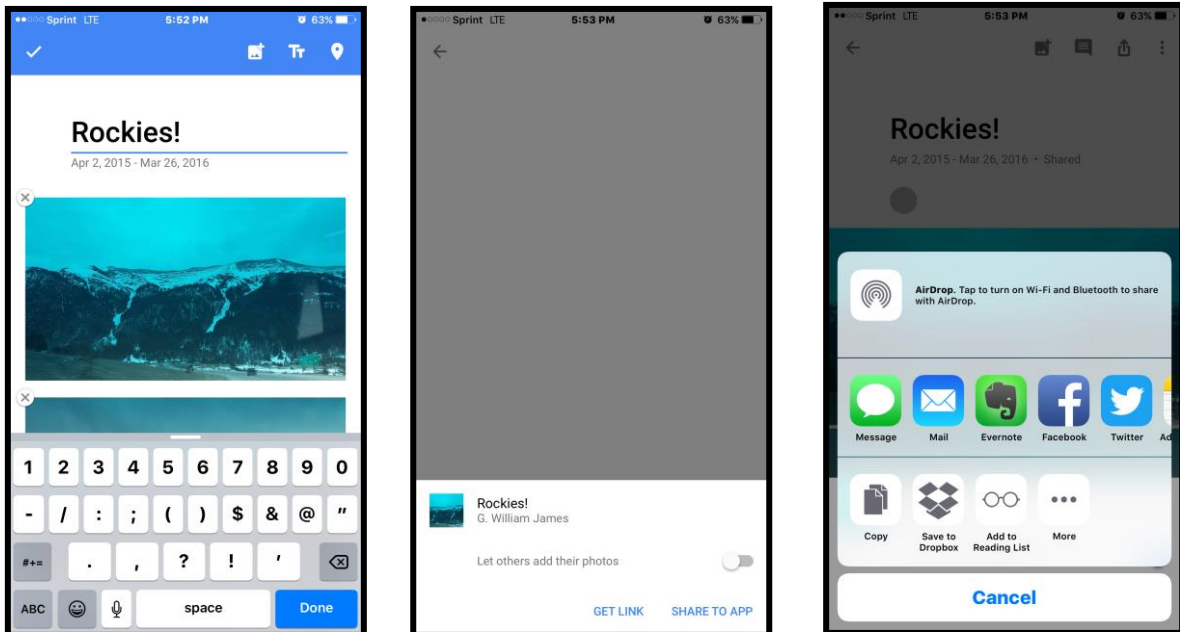 Sprint LTE 5:52 PM 63%
Tт
Rockies!
Apr 2, 2015 - Mar 26, 2016
1 2 3 4 5 6 7 8 9 0
- / : ; ( ) $ & @ "
#+= . , ? ! '
ABC space Done
Sprint LTE 5:53 PM 63%
Rockies!
G. William James
Let others add their photos
GET LINK SHARE TO APP
Sprint LTE 5:53 PM 63%
Rockies!
Apr 2, 2015 - Mar 26, 2016 • Shared
AirDrop. Tap to turn on Wi-Fi and Bluetooth to share
with AirDrop.
Message Mail Evernote Facebook Twitter Ad
Copy Save to
Dropbox Add to
Reading List More
Cancel